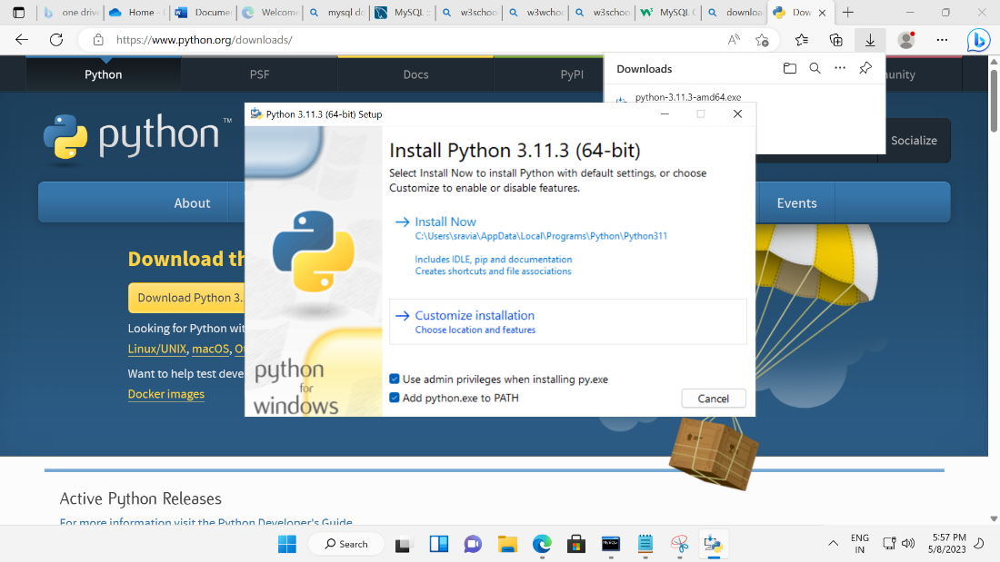 one drive
Home -
Docume
Welcome
mysql do
MySQL
w3schoo
w3wchoo
w3schoo
MySQL
downloa
Dow
https://www.python.org/downloads/
Python
PSF
Docs
PyPI
unity
Downloads
python-3.11.3-amd64.exe
python™
Socialize
About
Events
Download th
Download Python 3.
Looking for Python wit
Linux/UNIX, macOS, O
Want to help test deve
Docker images
Python 3.11.3 (64-bit) Setup
Install Python 3.11.3 (64-bit)
Select Install Now to install Python with default settings, or choose
Customize to enable or disable features.
Install Now
C:\Users\sravia\AppData\Local\Programs\Python\Python311
Includes IDLE, pip and documentation
Creates shortcuts and file associations
Customize installation
Choose location and features
Use admin privileges when installing py.exe
Add python.exe to PATH
Cancel
python
for
windows
Active Python Releases
For more information visit the Python Developer's Guide
Search
ENG
IN
5:57 PM
5/8/2023